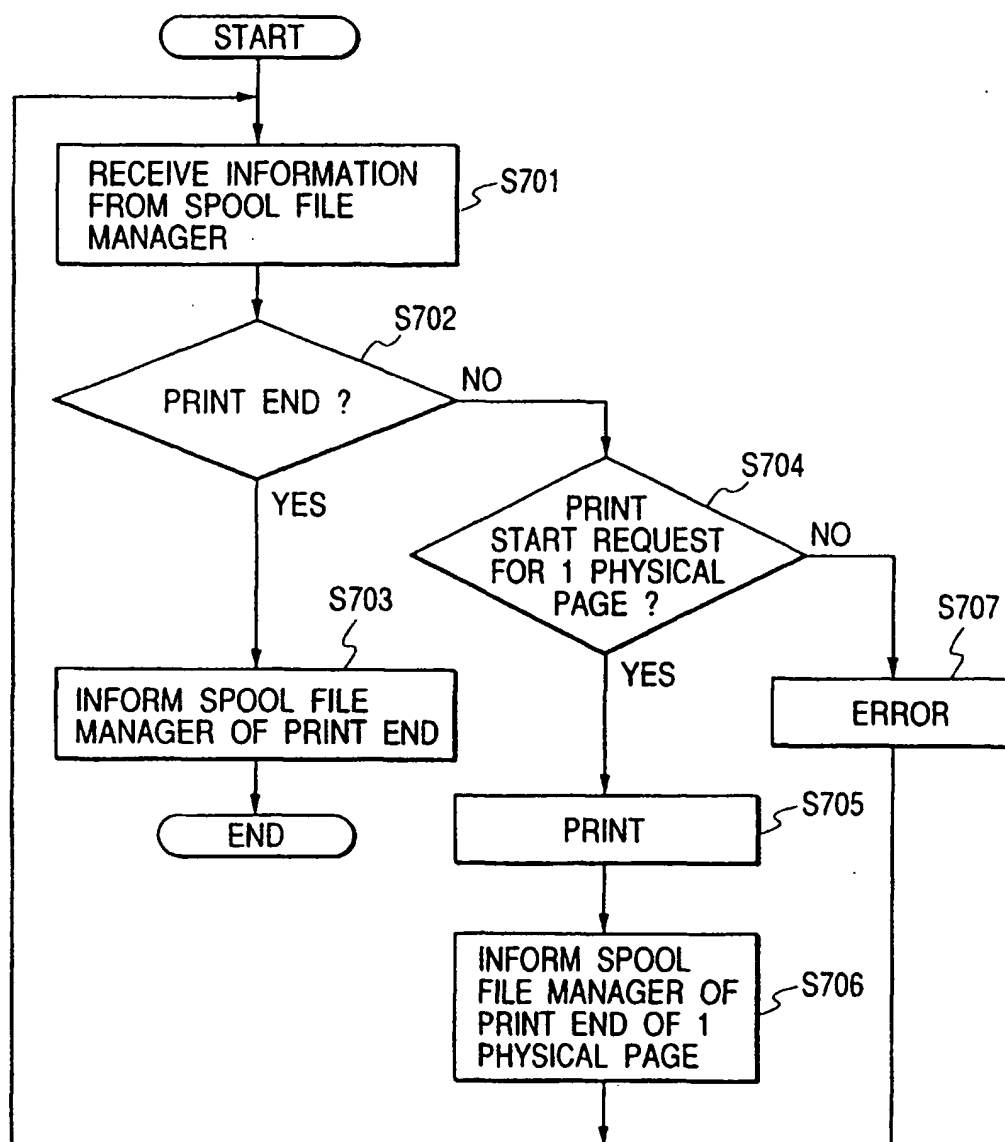 START
RECEIVE INFORMATION
FROM SPOOL FILE
MANAGER
S701
S702
PRINT END ?
NO
YES
S704
PRINT
START REQUEST
FOR 1 PHYSICAL
PAGE ?
NO
YES
S703
INFORM SPOOL FILE
MANAGER OF PRINT END
END
S707
ERROR
S705
PRINT
INFORM SPOOL
FILE MANAGER OF
PRINT END OF 1
PHYSICAL PAGE
S706